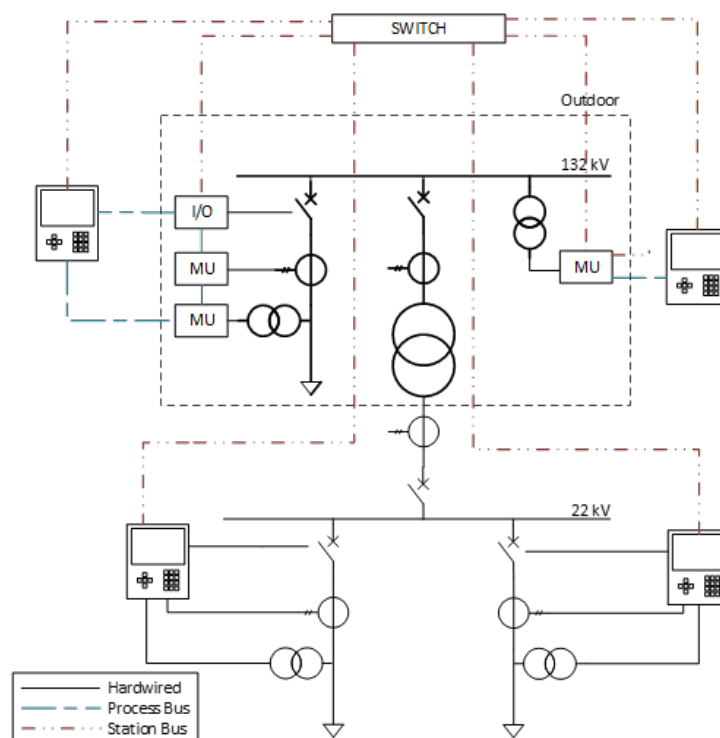 SWITCH
Outdoor
132 kV
I/O
MU
MU
MU
22 kV
Hardwired
Process Bus
Station Bus